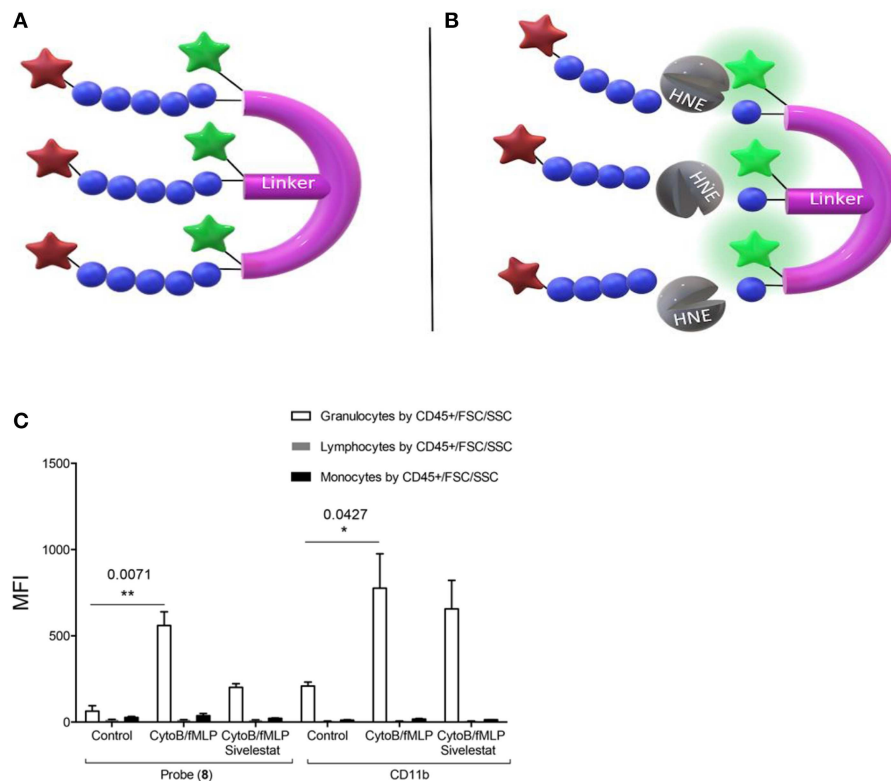 A
B
Linker
HNE
HNE
HNE
Linker
C
Granulocytes by CD45+/FSC/SSC
Lymphocytes by CD45+/FSC/SSC
Monocytes by CD45+/FSC/SSC
1500
1000
500
0
MFI
0.0071
**
0.0427
*
Control
CytoB/fMLP
CytoB/fMLP
Sivelestat
Control
CytoB/fMLP
CytoB/fMLP
Sivelestat
Probe (8)
CD11b